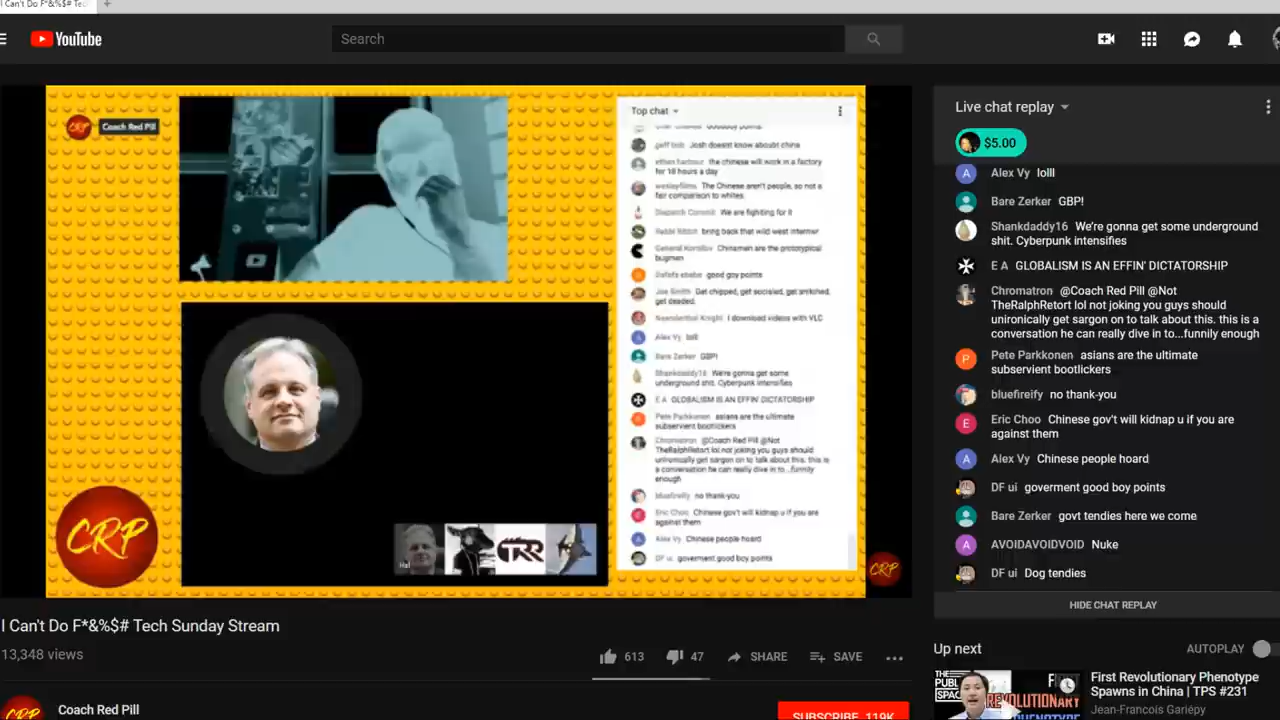 I Can't Do F*&%$# Tech
YouTube
Search
CRP
Coach Red Pill
Top chat
geff bob Josh doesnt know aboubt china
ethan harbour the chinese will work in a factory
for 18 hours a day
wesleyfilms The Chinese aren't people, so not a
fair comparison to whites.
Dispatch Commit We are fighting for it
bring back that wild west internet
General Kornilov Chinamen are the prototypical
bugmen
good goy points
Joe Smith Get chipped, get socialed, get snitched,
get deaded.
I download videos with VLC
Alex Vy lolll
Bare Zerker GBP!
Shankdaddy16 We're gonna get some
underground shit. Cyberpunk intensifies
E A GLOBALISM IS AN EFFIN' DICTATORSHIP
Pete Parkkonen asians are the ultimate
subservient bootlickers
Chromatron @Coach Red Pill @Not
TheRalphRetort lol not joking you guys should
unironically get sargon on to talk about this. this is
a conversation he can really dive in to...funnily
enough
bluefireify no thank you
Eric Choo Chinese gov't will kidnap u if you are
against them
Alex Vy Chinese people hoard
DF ui goverment good boy points
Hal
TRR
CRP
CRP
Live chat replay
$5.00
Alex Vy lolll
Bare Zerker GBP!
Shankdaddy16 We're gonna get some underground
shit. Cyberpunk intensifies
E A GLOBALISM IS AN EFFIN' DICTATORSHIP
Chromatron @Coach Red Pill @Not
TheRalphRetort lol not joking you guys should
unironically get sargon on to talk about this. this is a
conversation he can really dive in to...funnily enough
Pete Parkkonen asians are the ultimate
subservient bootlickers
bluefireify no thank you
Eric Choo Chinese gov't will kidnap u if you are
against them
Alex Vy Chinese people hoard
DF ui goverment good boy points
Bare Zerker gon tendies here we come
AVOIDAVOIDVOID Nuke
DF ui Dog tendies
HIDE CHAT REPLAY
I Can't Do F*&%$# Tech Sunday Stream
13,348 views
613
47
SHARE
SAVE
Coach Red Pill
SUBSCRIBE 119K
Up next
AUTOPLAY
THE
PUBL
SPACE
REVOLUTIONARY
First Revolutionary Phenotype
Spawns in China | TPS #231
Jean-Francois Gariépy